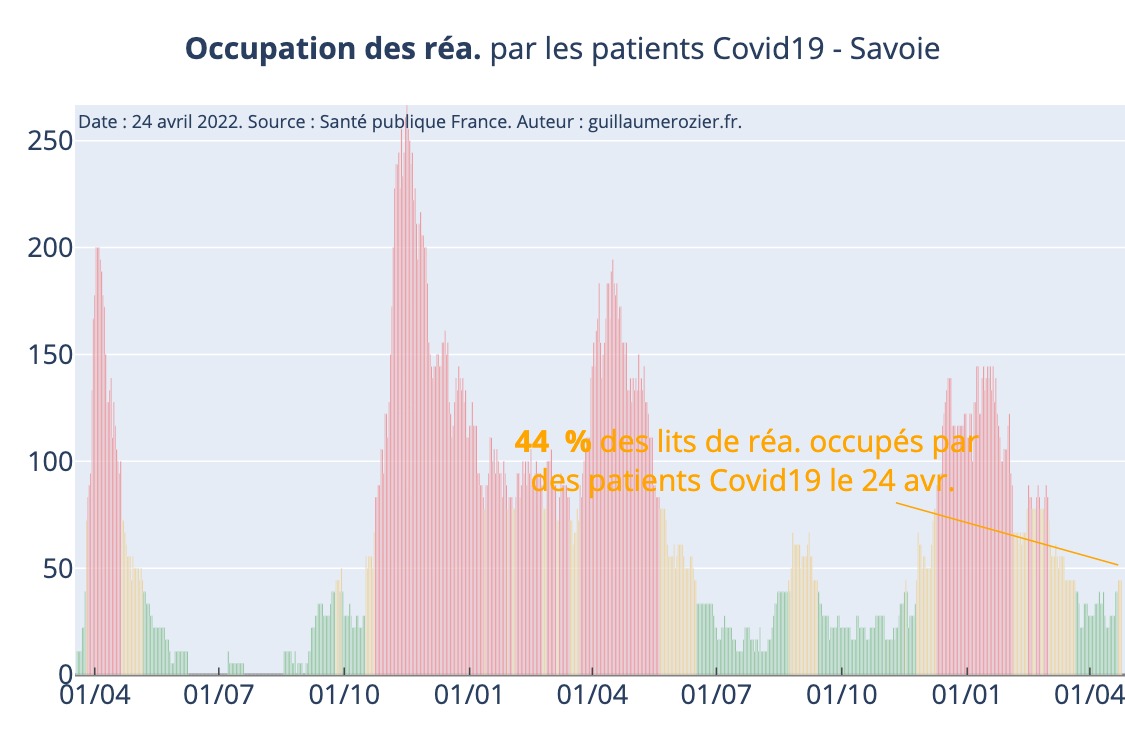 Occupation des réa. par les patients Covid19 - Savoie
Date : 24 avril 2022. Source : Santé publique France. Auteur : guillaumerozier.fr.
250
200
150
100
50
0
44 % des lits de réa. occupés par
des patients Covid19 le 24 avr.
01/04 01/07 01/10 01/01 01/04 01/07 01/10 01/01 01/04